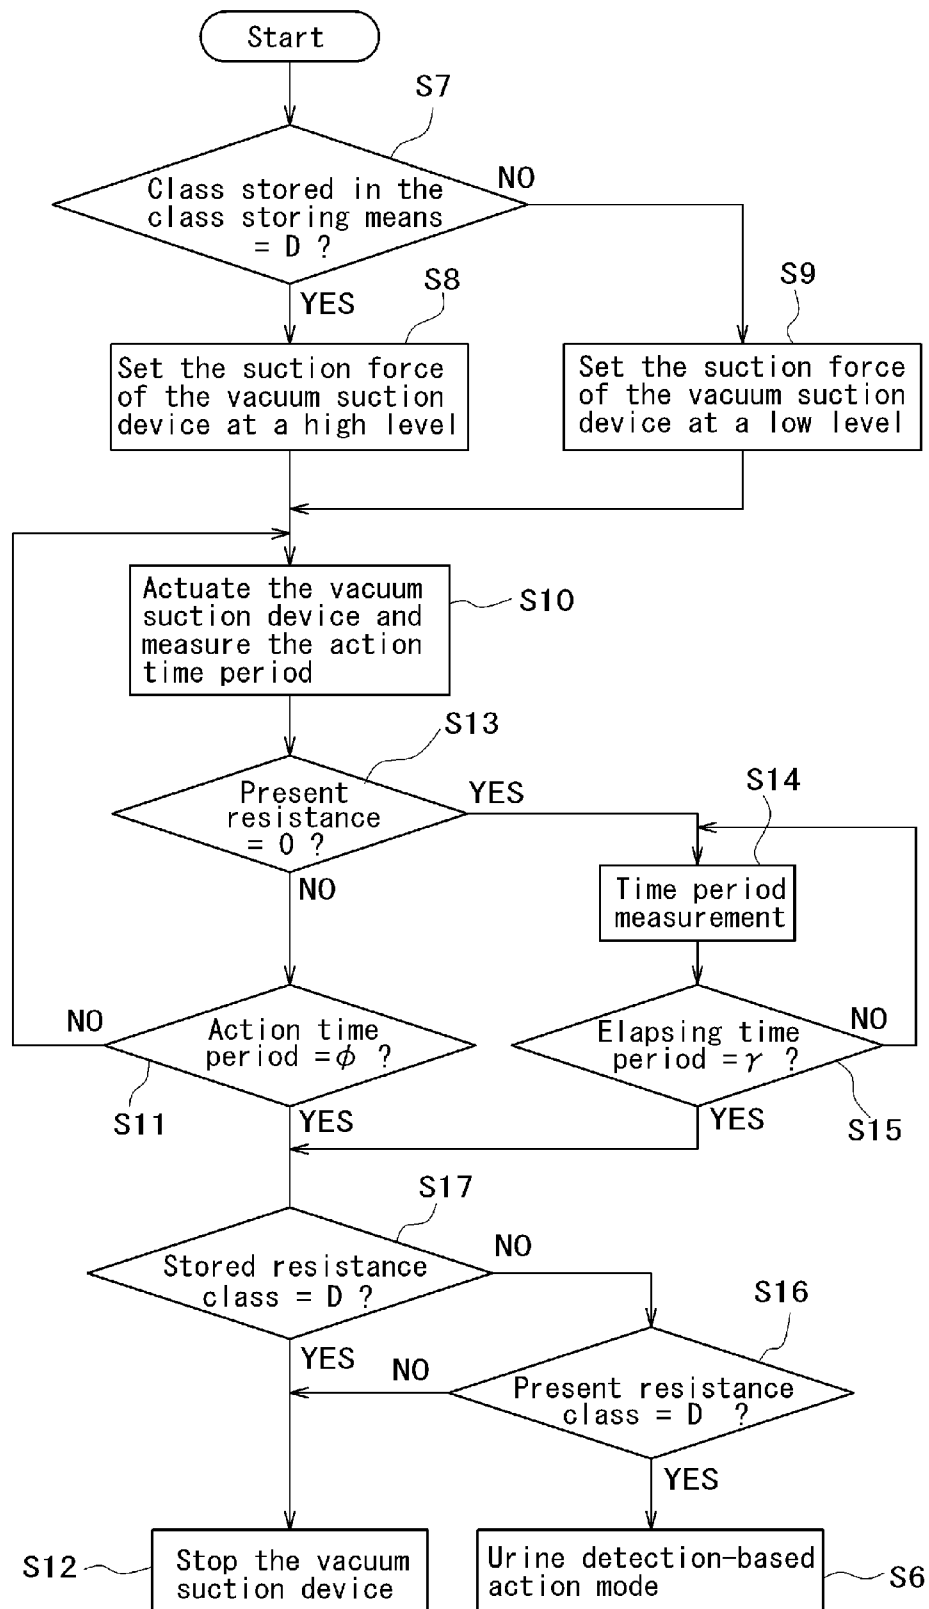 Start
S7
Class stored in the
class storing means
= D ?
NO
YES
S8
S9
Set the suction force
of the vacuum suction
device at a high level
Set the suction force
of the vacuum suction
device at a low level
Actuate the vacuum
suction device and
measure the action
time period
S10
S13
Present
resistance
= 0 ?
YES
NO
S14
Time period
measurement
NO
Action time
period =ϕ ?
S11
YES
Elapsing time
period =γ ?
NO
YES
S15
S17
Stored resistance
class = D ?
NO
YES
S16
NO
Present resistance
class = D ?
YES
S12
Stop the vacuum
suction device
Urine detection-based
action mode
S6